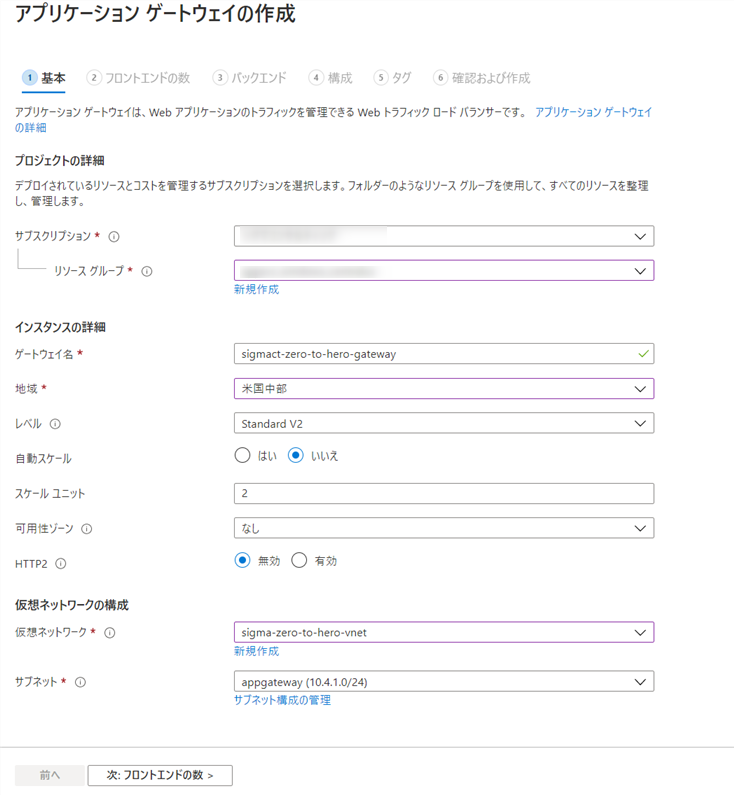 アプリケーション ゲートウェイの作成
1 基本 2 フロントエンドの数 3 バックエンド 4 構成 5 タグ 6 確認および作成
アプリケーション ゲートウェイは、Web アプリケーションのトラフィックを管理できる Web トラフィック ロード バランサーです。 アプリケーション ゲートウェイ
の詳細
プロジェクトの詳細
デプロイされているリソースとコストを管理するサブスクリプションを選択します。フォルダーのようなリソース グループを使用して、すべてのリソースを整理
し、管理します。
サブスクリプション *
リソース グループ *
新規作成
インスタンスの詳細
ゲートウェイ名 * sigmact-zero-to-hero-gateway
地域 * 米国中部
レベル Standard V2
自動スケール はい いいえ
スケール ユニット 2
可用性ゾーン なし
HTTP2 無効 有効
仮想ネットワークの構成
仮想ネットワーク * sigma-zero-to-hero-vnet
新規作成
サブネット * appgateway (10.4.1.0/24)
サブネット構成の管理
前へ 次: フロントエンドの数 >